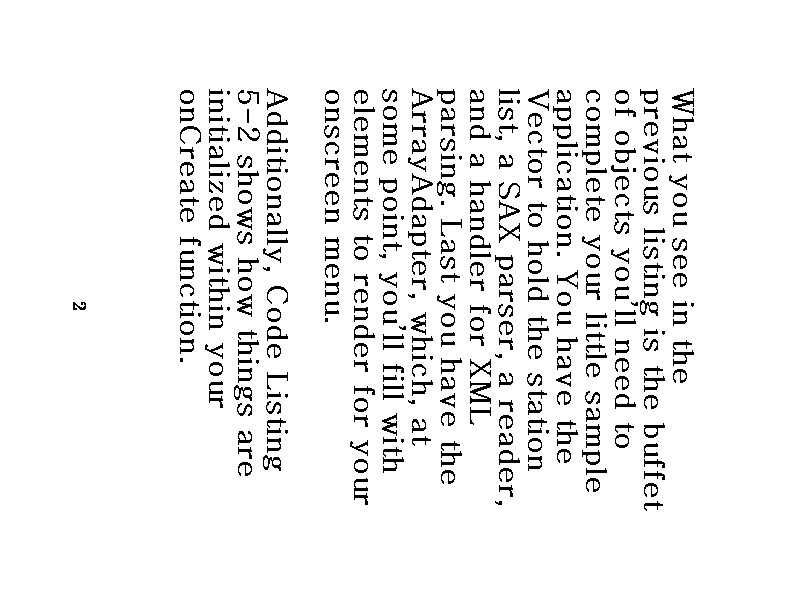 What you see in the
previous listing is the buffet
of objects you'll need to
complete your little sample
application. You have the
Vector to hold the station
list, a SAX parser, a reader,
and a handler for XML
parsing. Last you have the
ArrayAdapter, which, at
some point, you'll fill with
elements to render for your
onscreen menu.
Additionally, Code Listing
5-2 shows how things are
initialized within your
onCreate function.
2